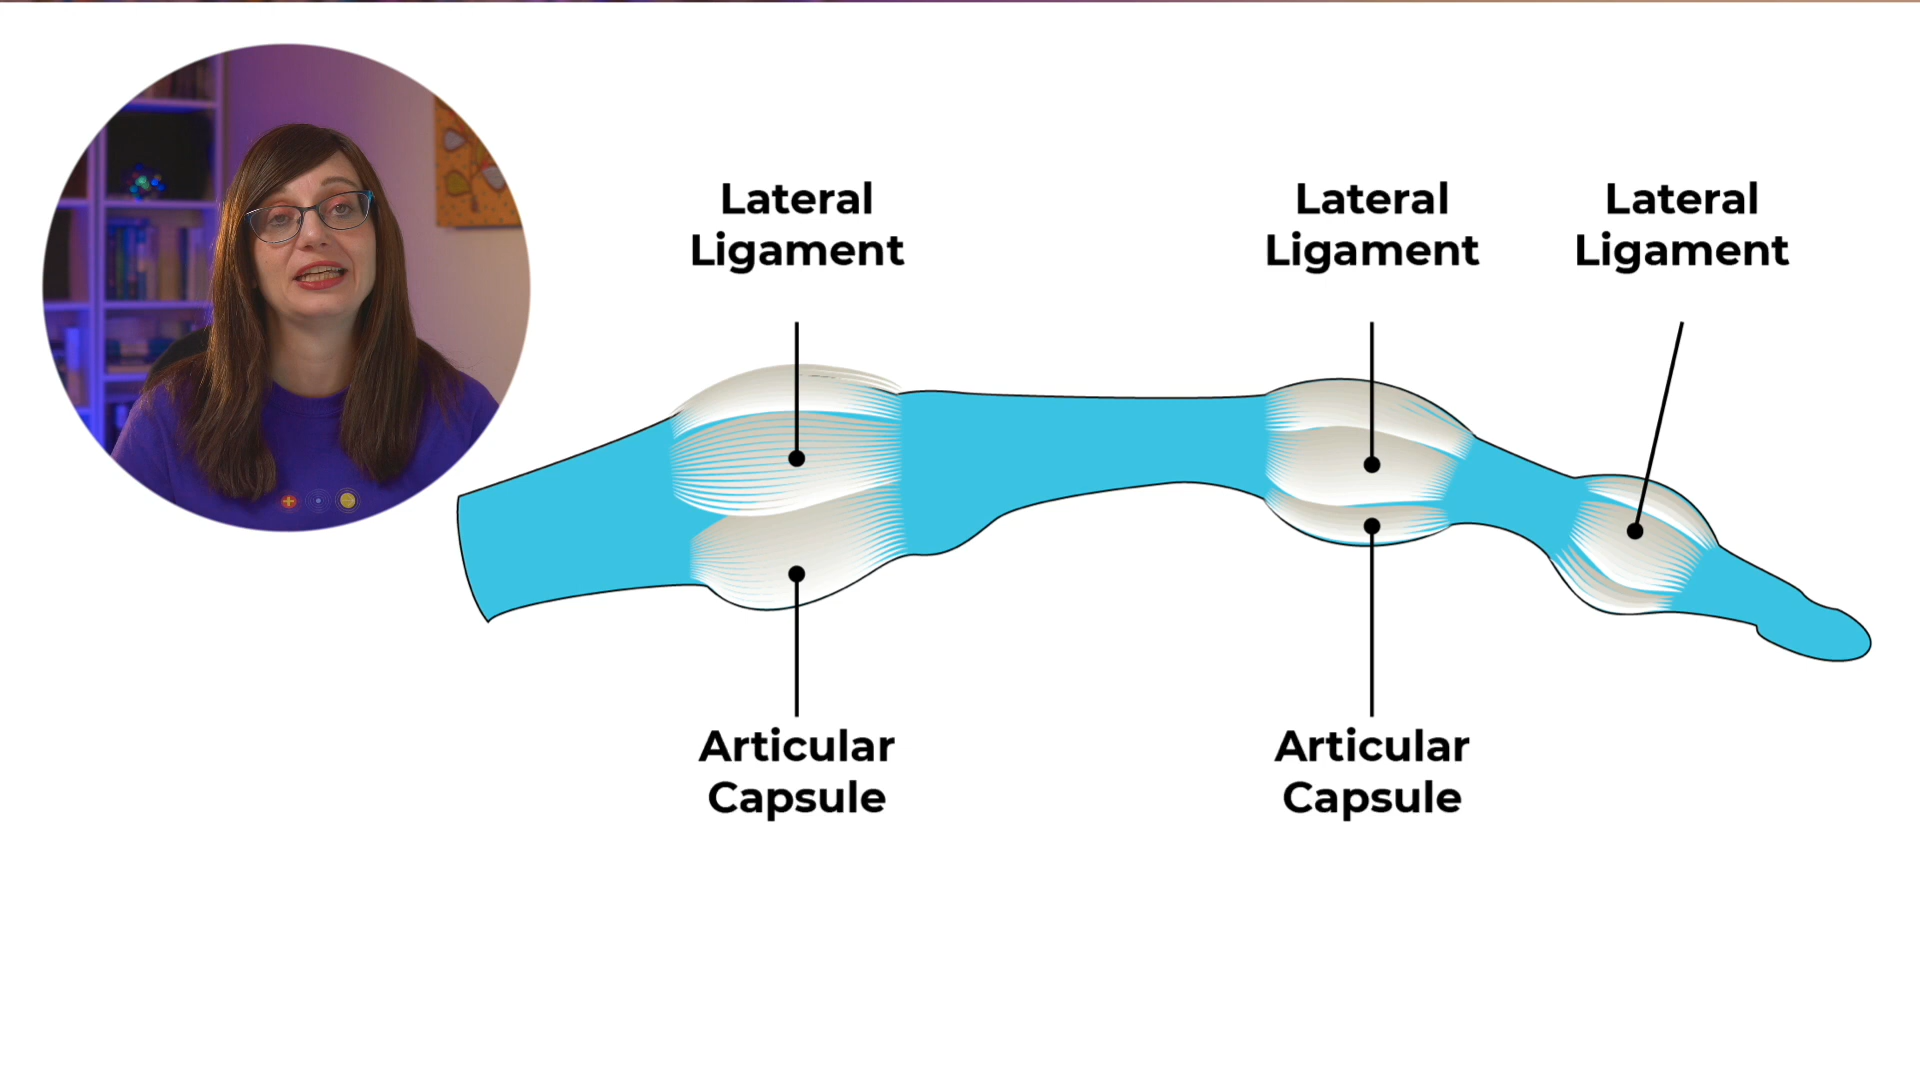 Lateral
Ligament
Lateral
Ligament
Lateral
Ligament
Articular
Capsule
Articular
Capsule